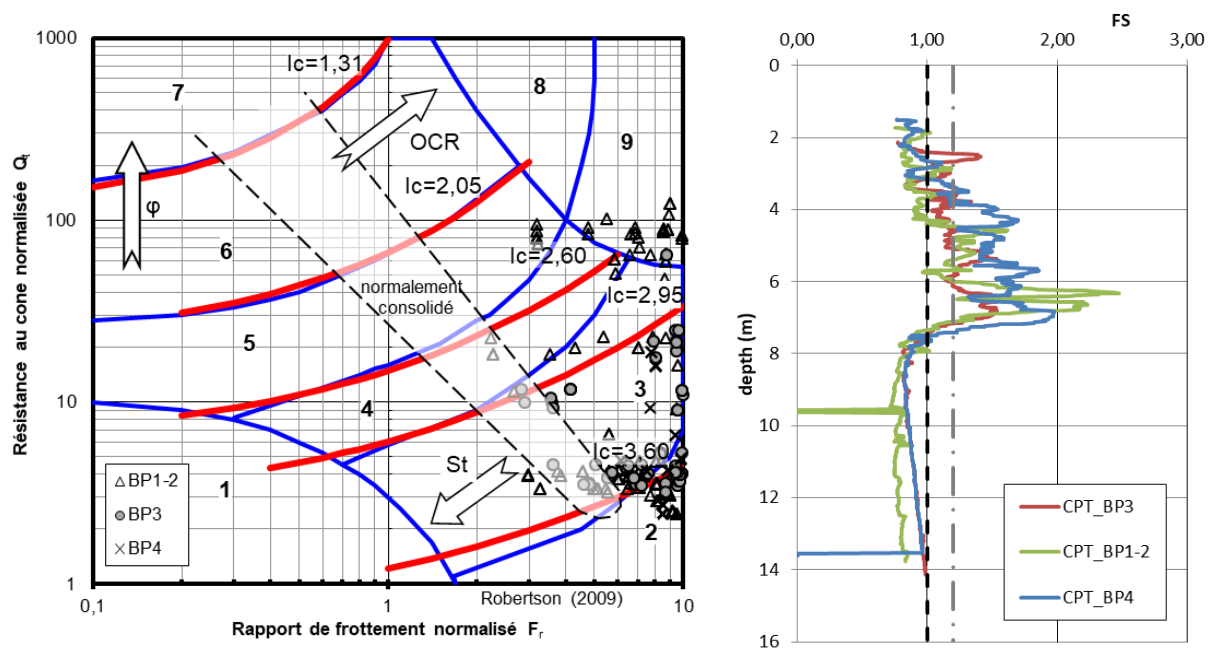 1000
100
10
1
0,1
1
10
Résistance au cone normalisée Qt
Rapport de frottement normalisé Fr
Ic=1,31
Ic=2,05
Ic=2,60
Ic=2,95
Ic=3,60
7
8
9
6
5
4
3
1
2
OCR
φ
normalement
consolidé
St
BP1-2
BP3
BP4
Robertson (2009)
FS
0,00
1,00
2,00
3,00
depth (m)
0
2
4
6
8
10
12
14
16
CPT_BP3
CPT_BP1-2
CPT_BP4